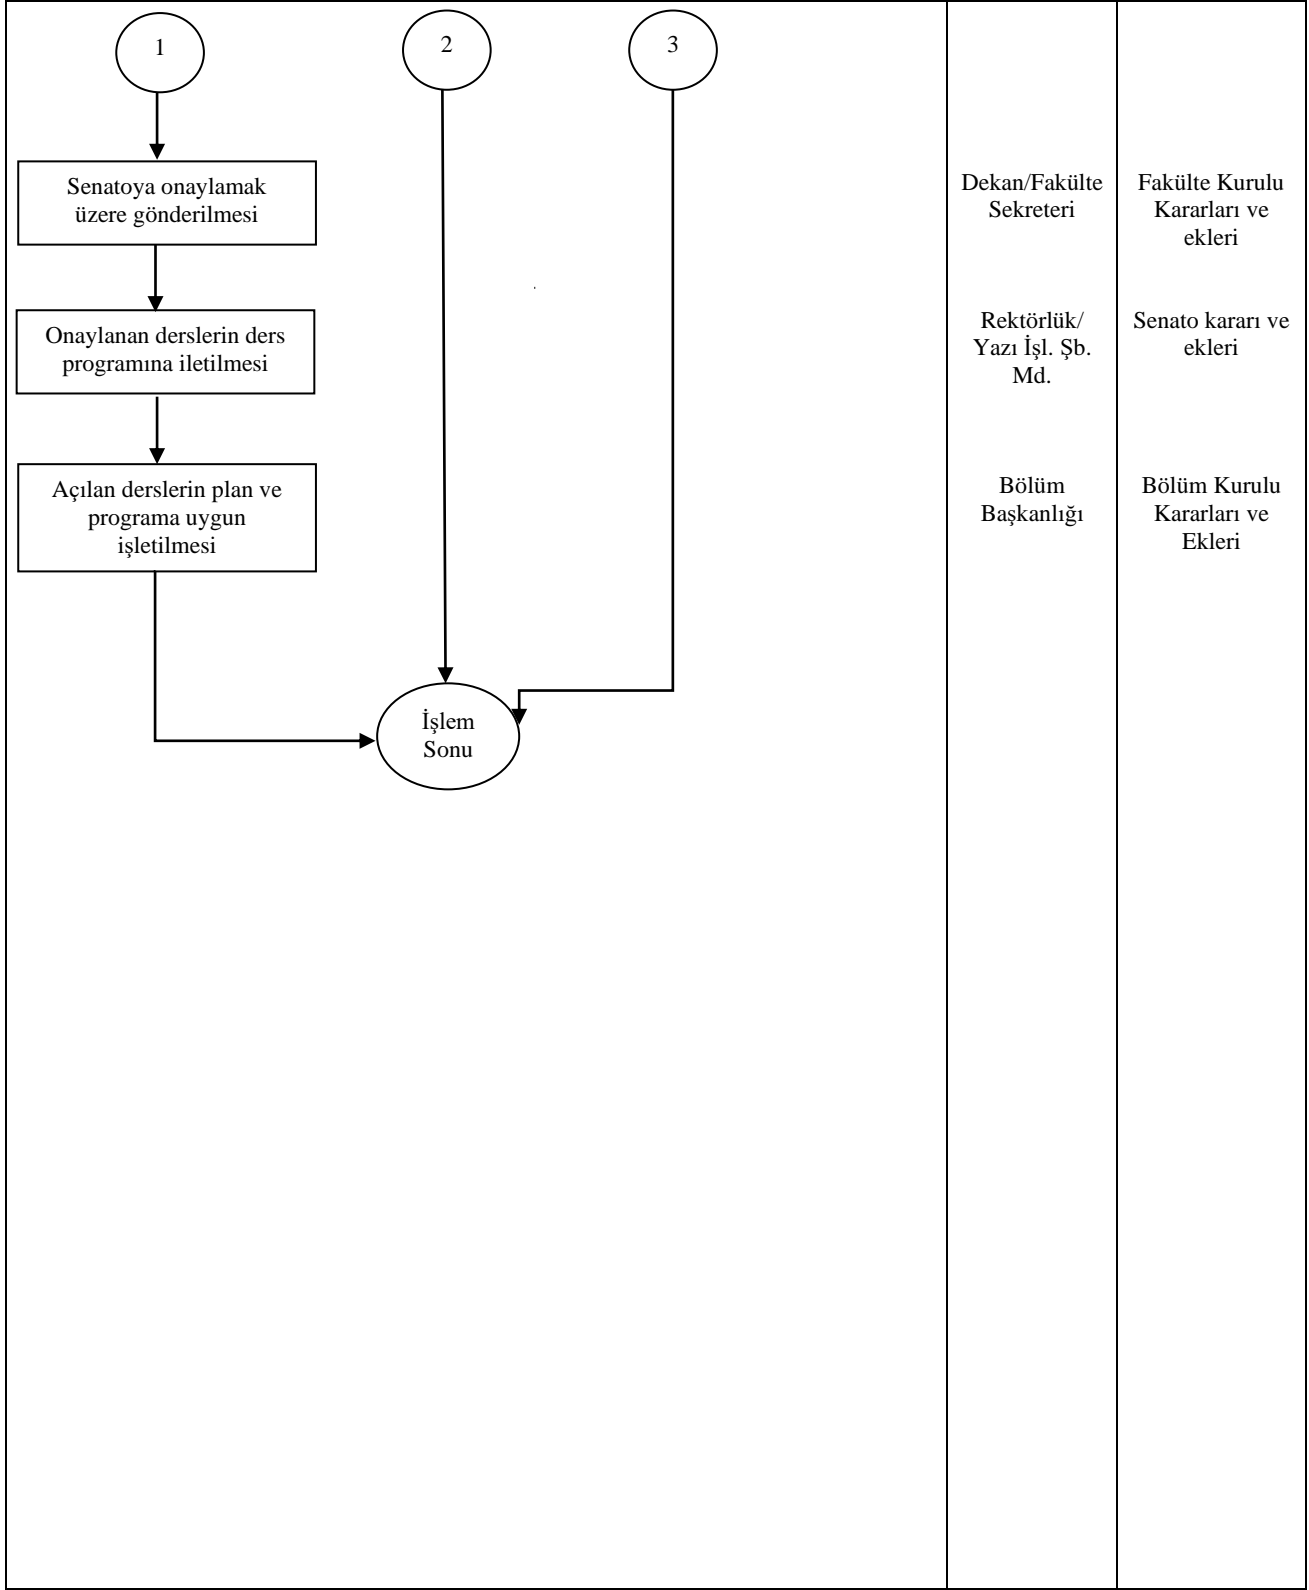 1
2
3
Senatoya onaylamak
üzere gönderilmesi
Dekan/Fakülte
Sekreteri
Fakülte Kurulu
Kararları ve
ekleri
Onaylanan derslerin ders
programına iletilmesi
Rektörlük/
Yazı İşl. Şb.
Md.
Senato kararı ve
ekleri
Açılan derslerin plan ve
programa uygun
işletilmesi
Bölüm
Başkanlığı
Bölüm Kurulu
Kararları ve
Ekleri
İşlem
Sonu